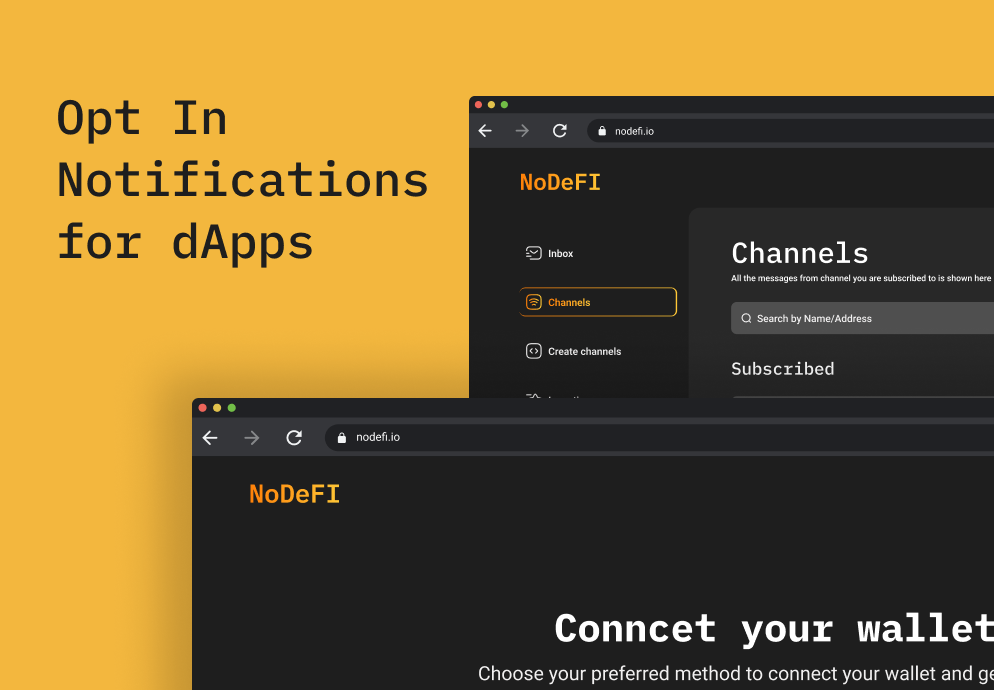 Opt In
Notifications
for dApps
nodefi.io
NoDeFI
Inbox
Channels
Create channels
Channels
All the messages from channel you are subscribed to is shown here
Search by Name/Address
Subscribed
nodefi.io
NoDeFI
Conncet your wallet
Choose your preferred method to connect your wallet and ge